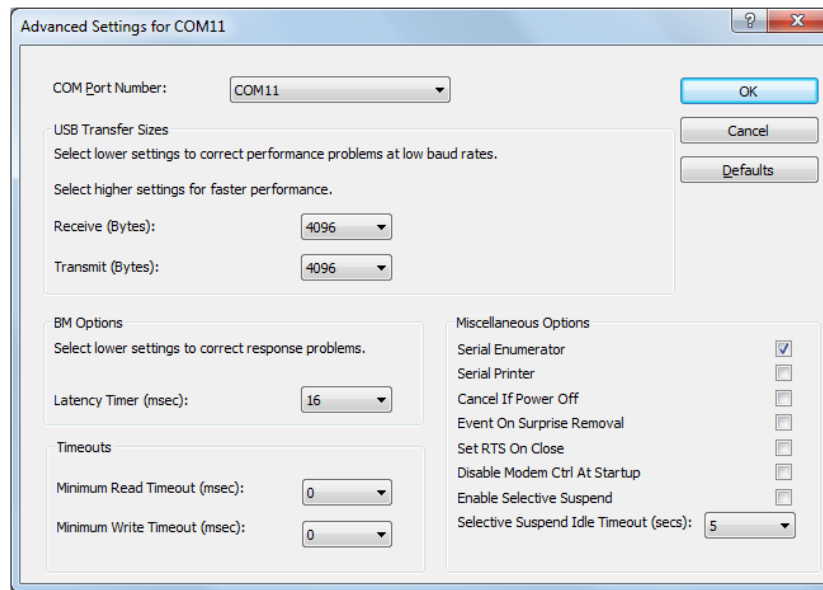 Advanced Settings for COM11
COM Port Number: COM11
OK
USB Transfer Sizes
Cancel
Select lower settings to correct performance problems at low baud rates.
Defaults
Select higher settings for faster performance.
Receive (Bytes): 4096
Transmit (Bytes): 4096
BM Options
Select lower settings to correct response problems.
Latency Timer (msec): 16
Timeouts
Minimum Read Timeout (msec): 0
Minimum Write Timeout (msec): 0
Miscellaneous Options
Serial Enumerator
Serial Printer
Cancel If Power Off
Event On Surprise Removal
Set RTS On Close
Disable Modem Ctrl At Startup
Enable Selective Suspend
Selective Suspend Idle Timeout (secs): 5